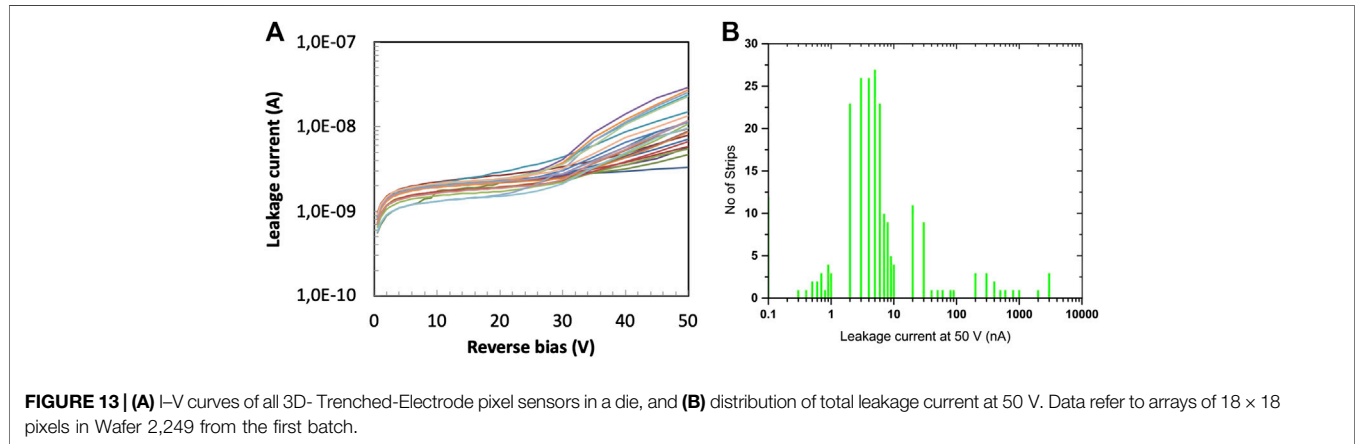 A
1,0E-07
1,0E-08
1,0E-09
1,0E-10
Leakage current (A)
0 10 20 30 40 50
Reverse bias (V)
B
30
25
20
15
10
5
0
No of Strips
0.1 1 10 100 1000 10000
Leakage current at 50 V (nA)
FIGURE 13 | (A) I–V curves of all 3D- Trenched-Electrode pixel sensors in a die, and (B) distribution of total leakage current at 50 V. Data refer to arrays of 18 × 18
pixels in Wafer 2,249 from the first batch.